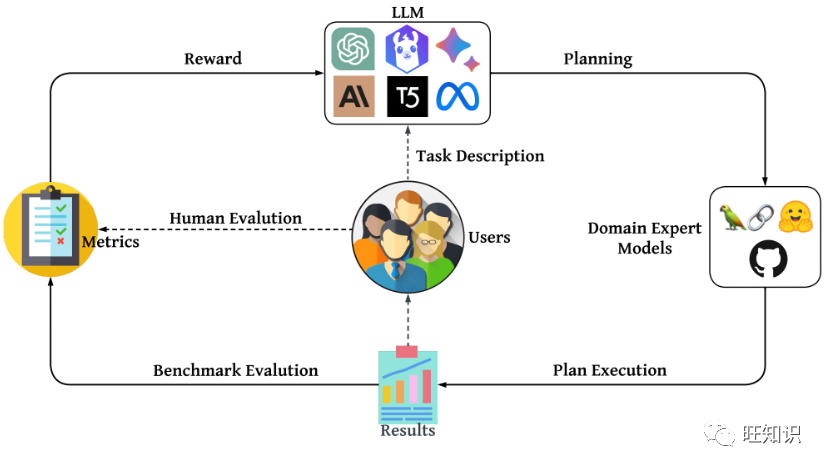 LLM
Reward
Planning
AI
T5
Task Description
Human Evalution
Metrics
Users
Domain Expert
Models
Benchmark Evalution
Plan Execution
Results
旺知识